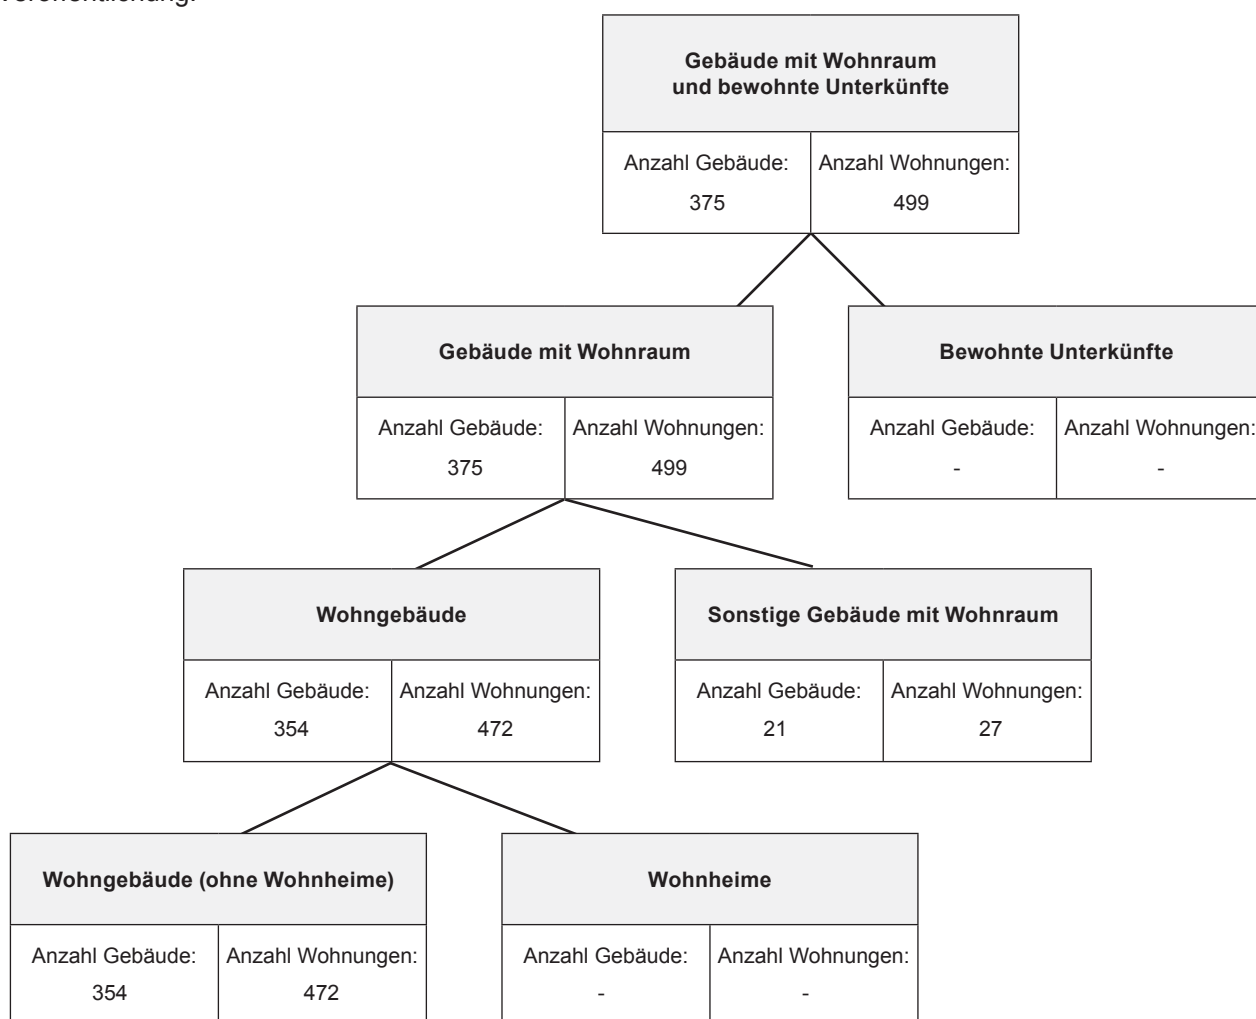 Veröffentlichung.
Gebäude mit Wohnraum
und bewohnte Unterkünfte
Anzahl Gebäude: Anzahl Wohnungen:
375 499
Gebäude mit Wohnraum Bewohnte Unterkünfte
Anzahl Gebäude: Anzahl Wohnungen: Anzahl Gebäude: Anzahl Wohnungen:
375 499 - -
Wohngebäude Sonstige Gebäude mit Wohnraum
Anzahl Gebäude: Anzahl Wohnungen: Anzahl Gebäude: Anzahl Wohnungen:
354 472 21 27
Wohngebäude (ohne Wohnheime) Wohnheime
Anzahl Gebäude: Anzahl Wohnungen: Anzahl Gebäude: Anzahl Wohnungen:
354 472 - -